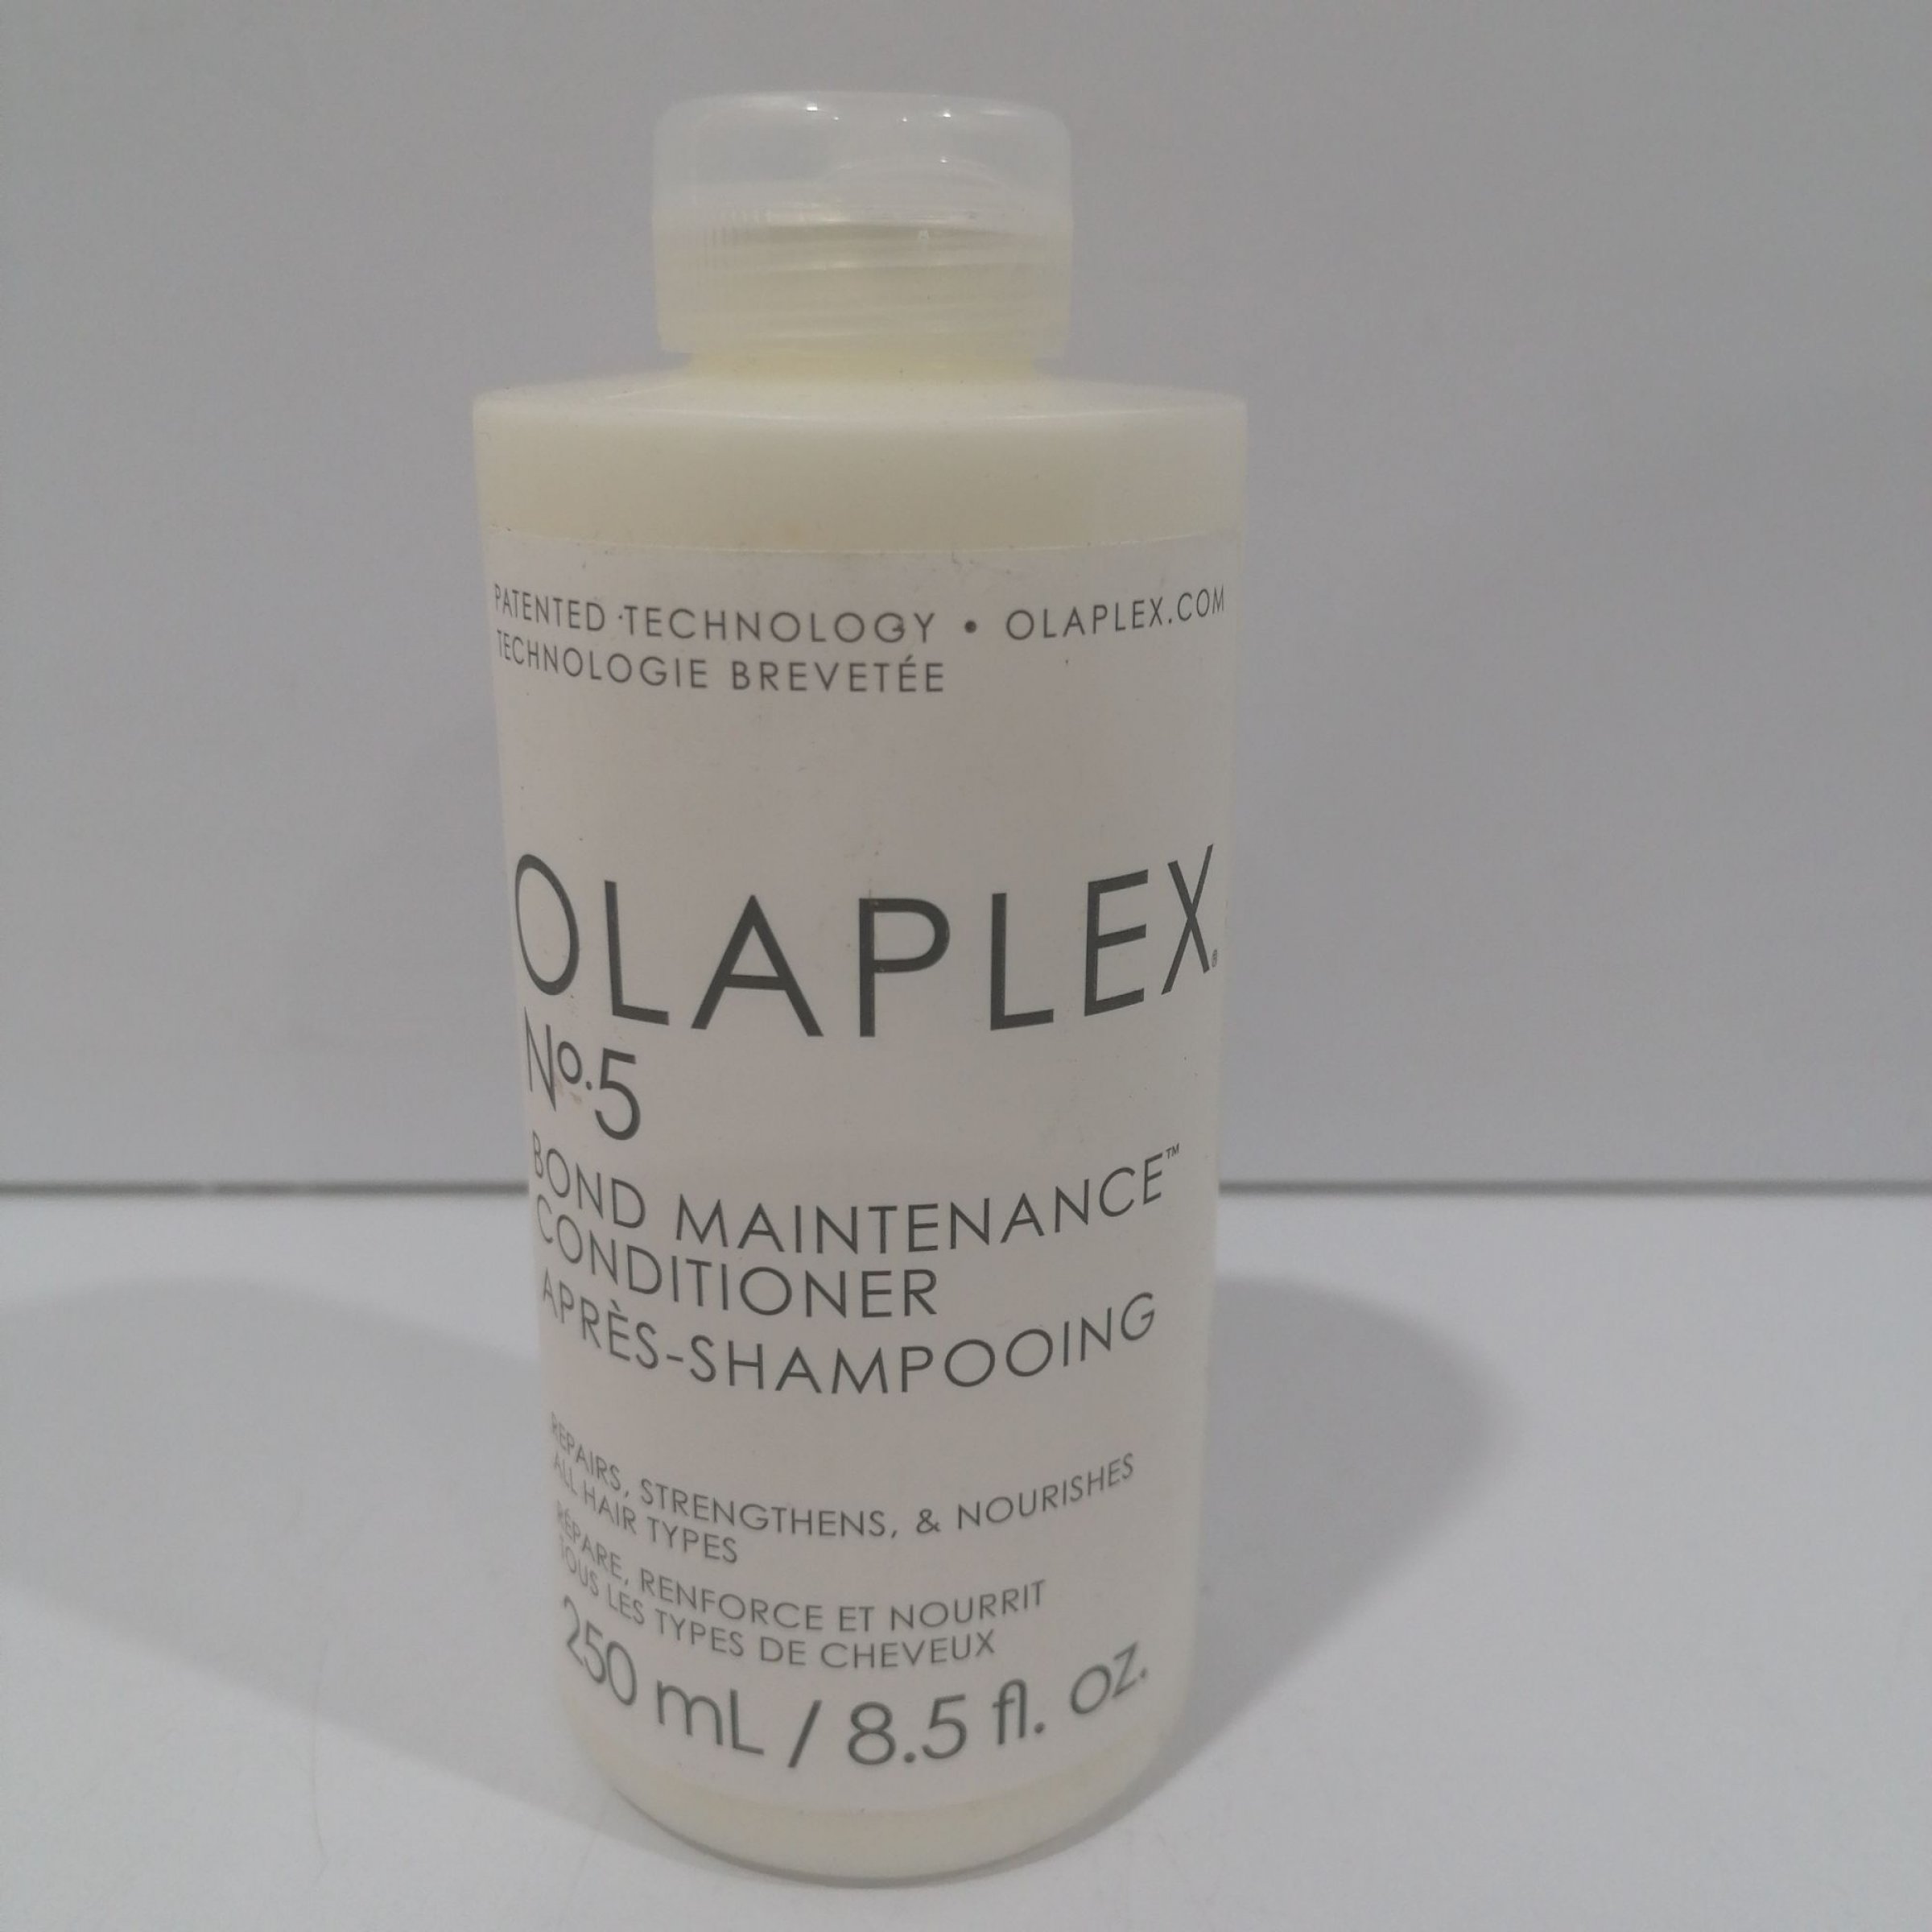 PATENTED TECHNOLOGY • OLAPLEX.COM
TECHNOLOGIE BREVETÉE
OLAPLEX®
Nº.5
BOND MAINTENANCE™
CONDITIONER
APRÈS-SHAMPOOING
REPAIRS, STRENGTHENS, & NOURISHES
ALL HAIR TYPES
RÉPARE, RENFORCE ET NOURRIT
TOUS LES TYPES DE CHEVEUX
250 mL / 8.5 fl. oz.